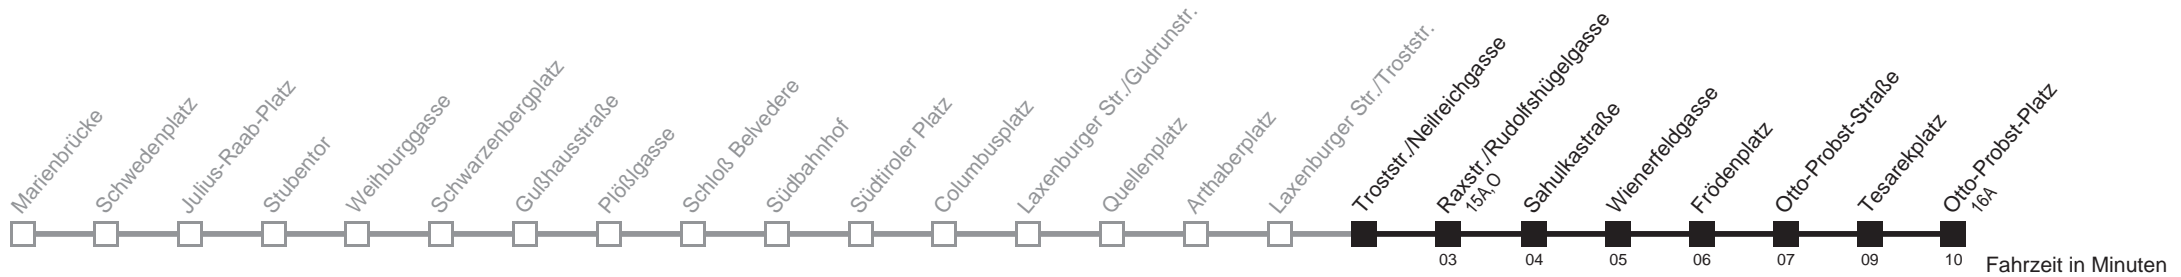 Marienbrücke
Schwedenplatz
Julius-Raab-Platz
Stubentor
Weihburggasse
Schwarzenbergplatz
Gußhausstraße
Plößlgasse
Schloß Belvedere
Südbahnhof
Südtiroler Platz
Columbusplatz
Laxenburger Str./Gudrunstr.
Quellenplatz
Arthaberplatz
Laxenburger Str./Troststr.
Troststr./Neilreichgasse
Raxstr./Rudolfshügelgasse
15A,O
Sahulkastraße
Wienerfeldgasse
Frödenplatz
Otto-Probst-Straße
Tesarekplatz
Otto-Probst-Platz
16A
03 04 05 06 07 09 10 Fahrzeit in Minuten